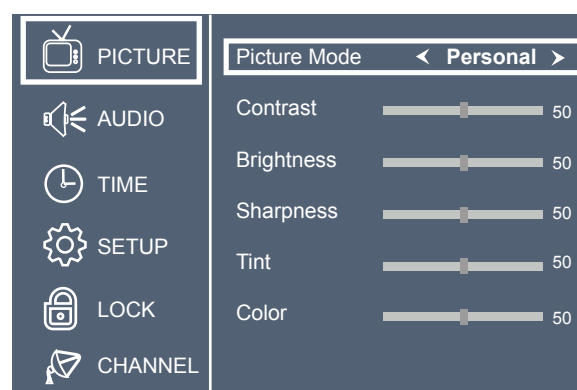 PICTURE
AUDIO
TIME
SETUP
LOCK
CHANNEL
Picture Mode Personal
Contrast 50
Brightness 50
Sharpness 50
Tint 50
Color 50